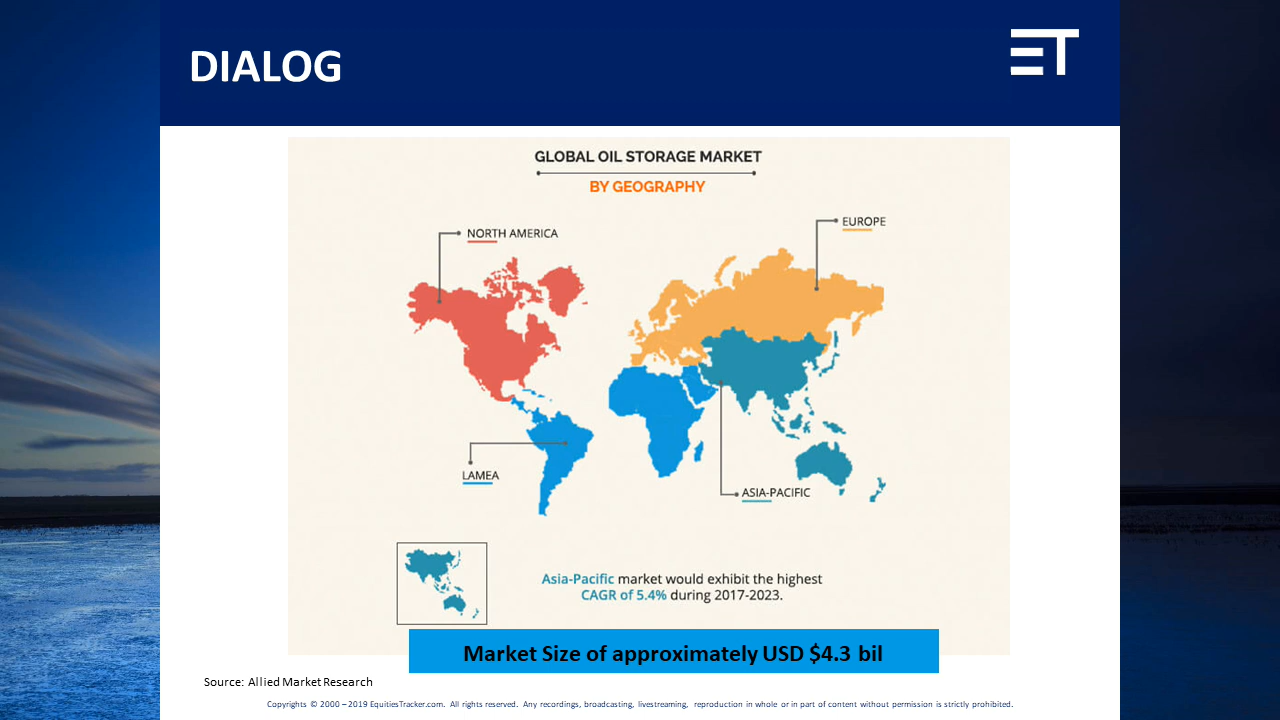 DIALOG
ET
GLOBAL OIL STORAGE MARKET
BY GEOGRAPHY
NORTH AMERICA
EUROPE
LAMEA
ASIA-PACIFIC
Asia-Pacific market would exhibit the highest
CAGR of 5.4% during 2017-2023.
Market Size of approximately USD $4.3 bil
Source: Allied Market Research
Copyrights © 2000 – 2019 EquitiesTracker.com. All rights reserved. Any recordings, broadcasting, livestreaming, reproduction in whole or in part of content without permission is strictly prohibited.